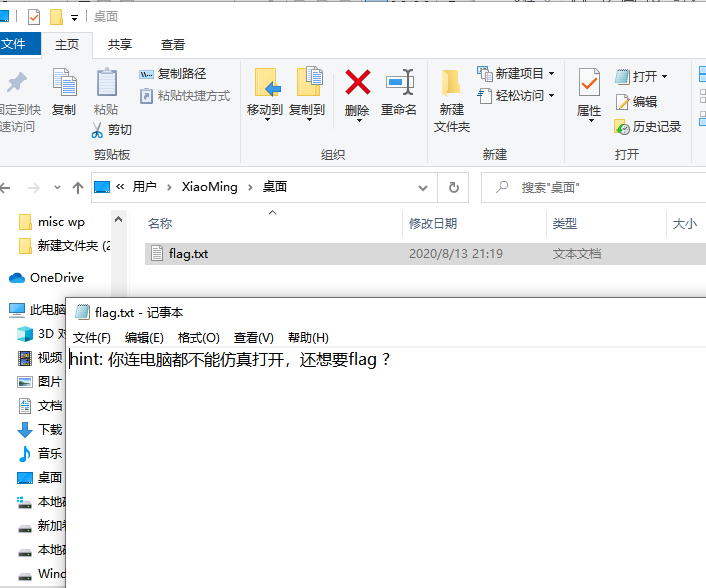 桌面
文件 主页 共享 查看
固定到快速访问
复制
粘贴
复制路径
粘贴快捷方式
剪切
剪贴板
移动到
复制到
删除
重命名
组织
新建
文件夹
新建项目
轻松访问
新建
属性
打开
编辑
历史记录
打开
« 用户 › XiaoMing › 桌面
搜索"桌面"
名称 修改日期 类型 大小
flag.txt 2020/8/13 21:19 文本文档
misc wp
新建文件夹 (2
OneDrive
此电脑
3D 对
视频
图片
文档
下载
音乐
桌面
本地磁
新加卷
本地磁
Wind
flag.txt - 记事本
文件(F) 编辑(E) 格式(O) 查看(V) 帮助(H)
hint: 你连电脑都不能仿真打开，还想要flag ?